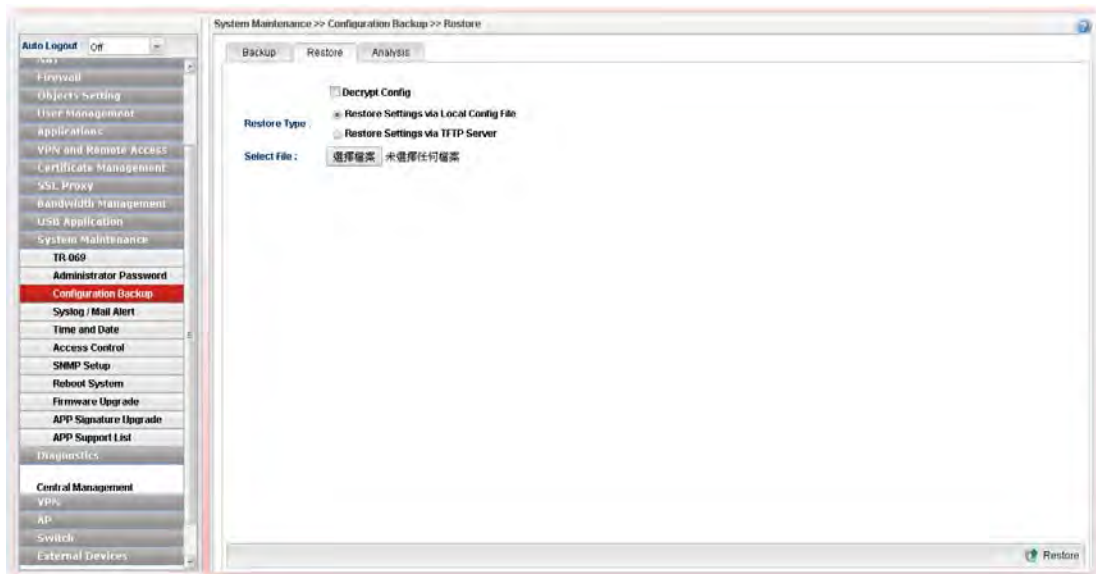 System Maintenance >> Configuration Backup >> Restore
Auto Logout Off
NAT
Firewall
Objects Setting
User Management
Applications
VPN and Remote Access
Certificate Management
SSL Proxy
Bandwidth Management
USB Application
System Maintenance
TR-069
Administrator Password
Configuration Backup
Syslog / Mail Alert
Time and Date
Access Control
SNMP Setup
Reboot System
Firmware Upgrade
APP Signature Upgrade
APP Support List
Diagnostics
Central Management
VPN
AP
Switch
External Devices
Backup Restore Analysis
Decrypt Config
Restore Type : Restore Settings via Local Config File
Restore Settings via TFTP Server
Select File : 選擇檔案 未選擇任何檔案
Restore